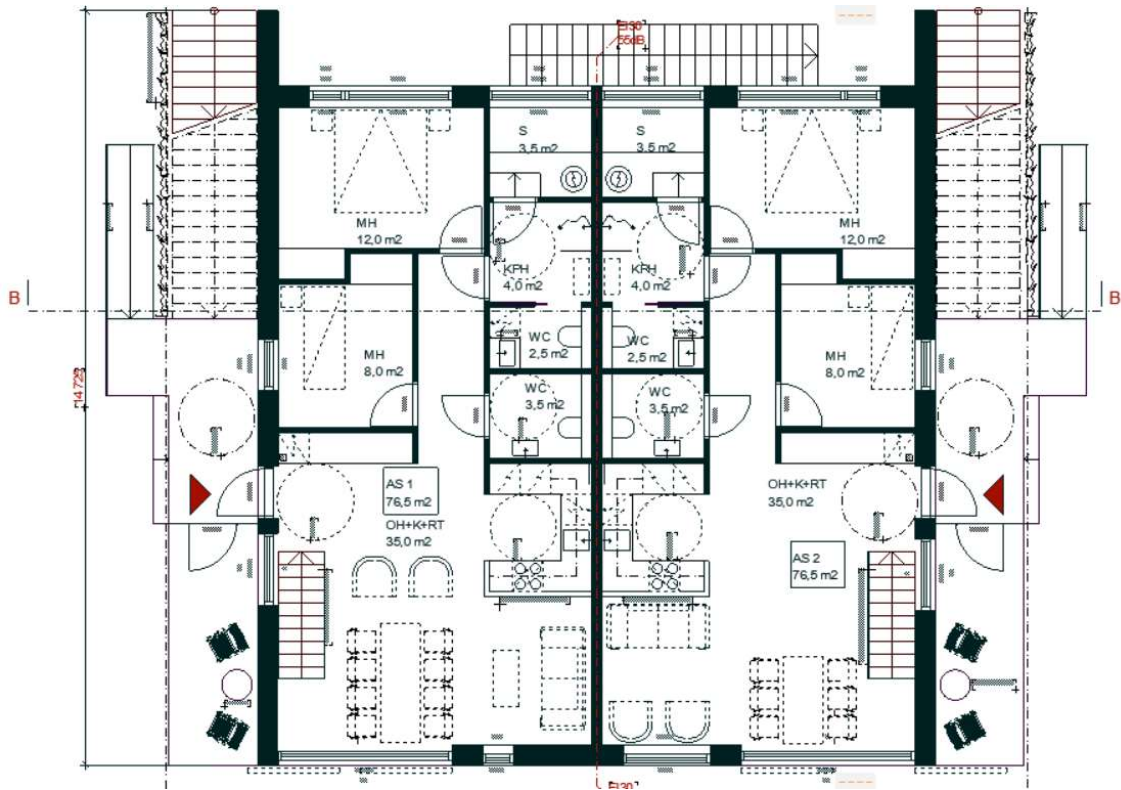 EI30
55dB
S
3,5 m2
S
3.5 m2
MH
12,0 m2
MH
12,0 m2
KPH
4,0 m2
KPH
4,0 m2
B
B
WC
2,5 m2
WC
2,5 m2
MH
8,0 m2
MH
8,0 m2
14725
WC
3,5 m2
WC
3,5 m2
AS 1
76,5 m2
OH+K+RT
35,0 m2
OH+K+RT
35,0 m2
AS 2
76,5 m2
EI30